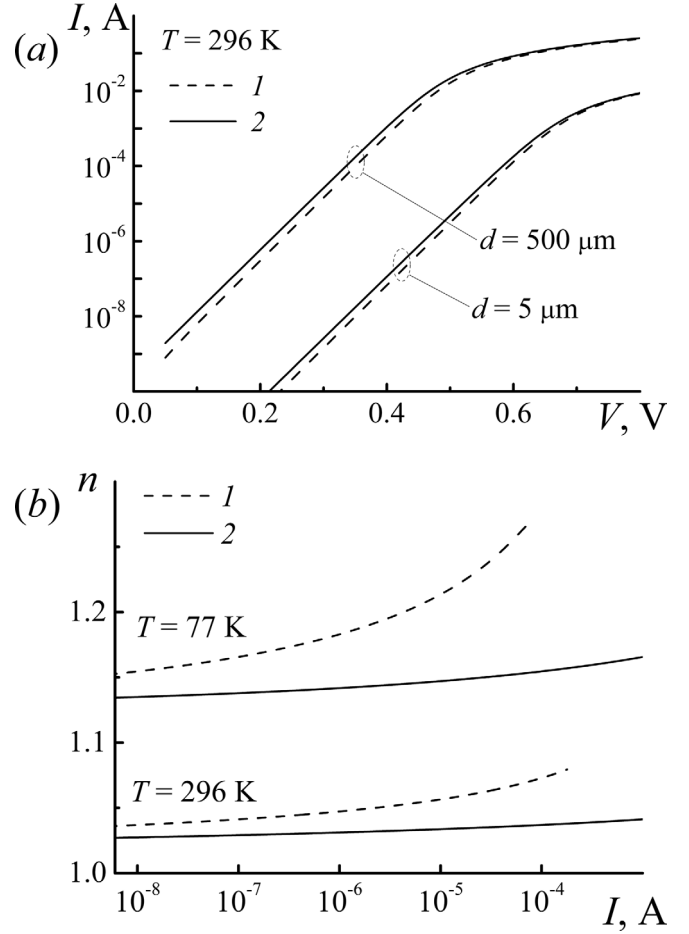 (a)
I, A
T = 296 K
1
2
10⁻²
10⁻⁴
10⁻⁶
10⁻⁸
d = 500 μm
d = 5 μm
0.0 0.2 0.4 0.6 V, V
(b)
n
1
2
1.2
T = 77 K
1.1
T = 296 K
1.0
10⁻⁸ 10⁻⁷ 10⁻⁶ 10⁻⁵ 10⁻⁴ I, A